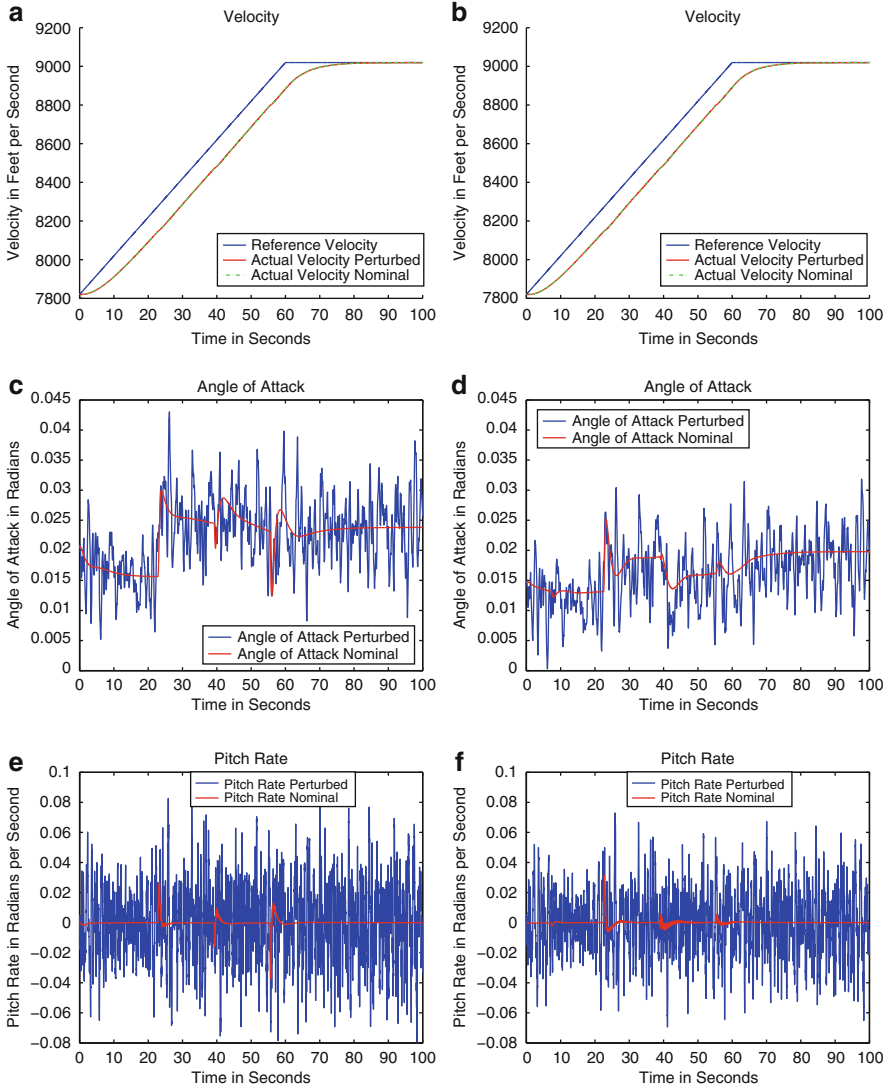 a
Velocity
9200
9000
8800
8600
8400
8200
8000
7800
Velocity in Feet per Second
Reference Velocity
Actual Velocity Perturbed
Actual Velocity Nominal
0 10 20 30 40 50 60 70 80 90 100
Time in Seconds
b
Velocity
9200
9000
8800
8600
8400
8200
8000
7800
Velocity in Feet per Second
Reference Velocity
Actual Velocity Perturbed
Actual Velocity Nominal
0 10 20 30 40 50 60 70 80 90 100
Time in Seconds
c
Angle of Attack
0.045
0.04
0.035
0.03
0.025
0.02
0.015
0.01
0.005
0
Angle of Attack in Radians
Angle of Attack Perturbed
Angle of Attack Nominal
0 10 20 30 40 50 60 70 80 90 100
Time in Seconds
d
Angle of Attack
0.045
0.04
0.035
0.03
0.025
0.02
0.015
0.01
0.005
0
Angle of Attack in Radians
Angle of Attack Perturbed
Angle of Attack Nominal
0 10 20 30 40 50 60 70 80 90 100
Time in Seconds
e
Pitch Rate
0.1
0.08
0.06
0.04
0.02
0
−0.02
−0.04
−0.06
−0.08
Pitch Rate in Radians per Second
Pitch Rate Perturbed
Pitch Rate Nominal
0 10 20 30 40 50 60 70 80 90 100
Time in Seconds
f
Pitch Rate
0.1
0.08
0.06
0.04
0.02
0
−0.02
−0.04
−0.06
−0.08
Pitch Rate in Radians per Second
Pitch Rate Perturbed
Pitch Rate Nominal
0 10 20 30 40 50 60 70 80 90 100
Time in Seconds